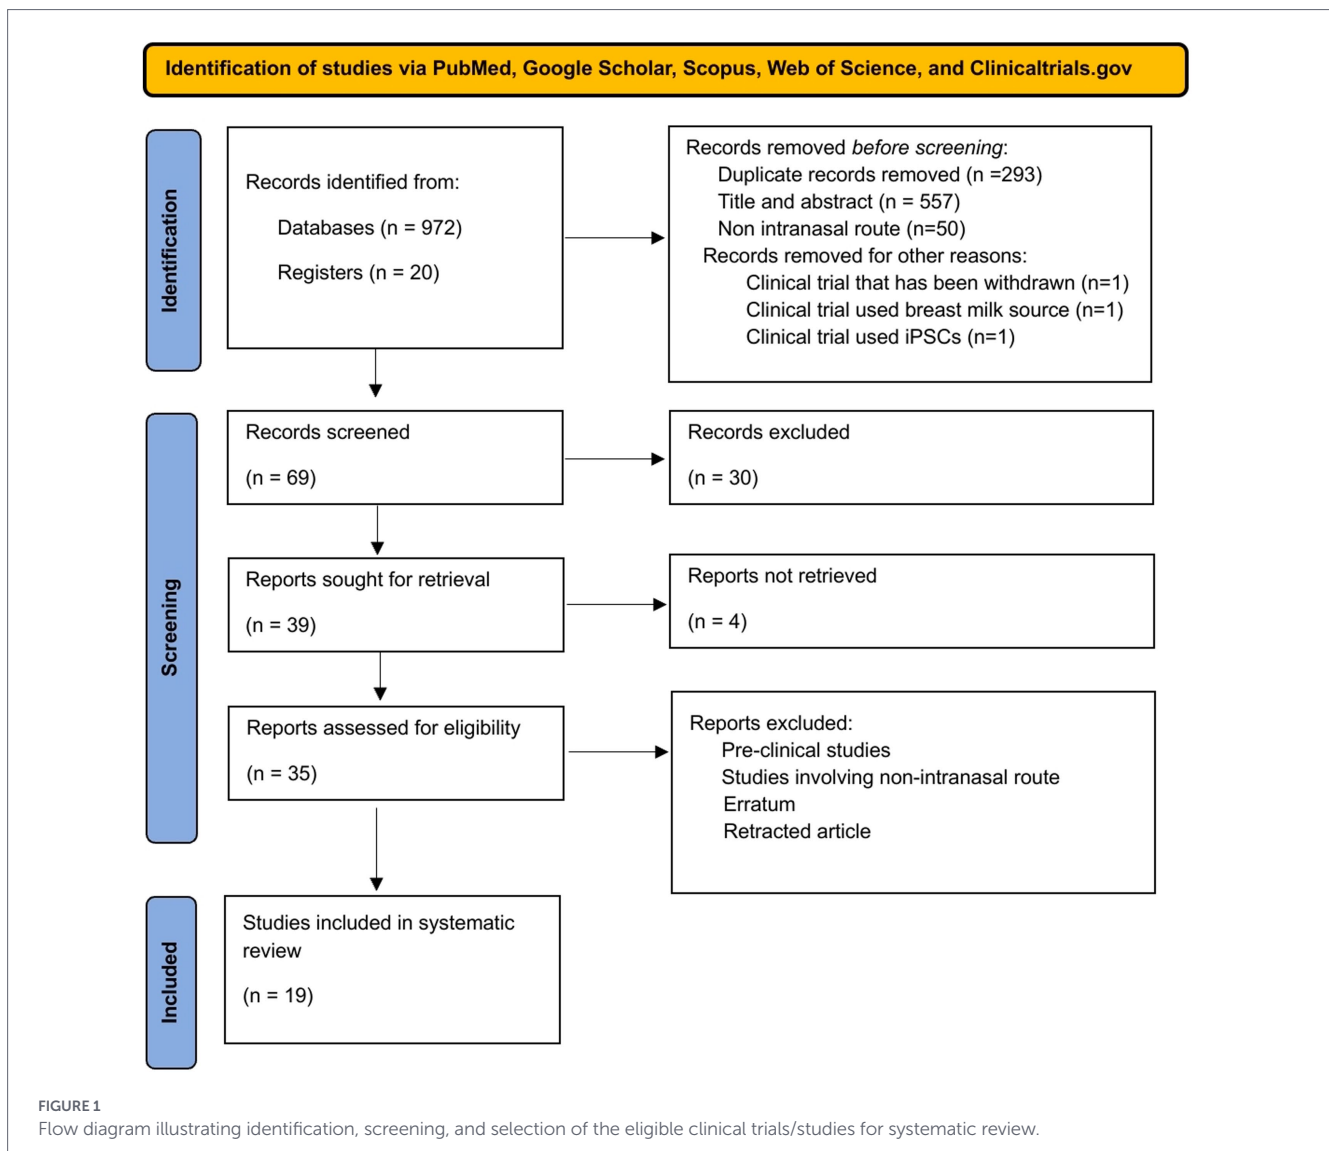 Identification of studies via PubMed, Google Scholar, Scopus, Web of Science, and Clinicaltrials.gov
Identification
Records identified from:
Databases (n = 972)
Registers (n = 20)
Records removed before screening:
Duplicate records removed (n =293)
Title and abstract (n = 557)
Non intranasal route (n=50)
Records removed for other reasons:
Clinical trial that has been withdrawn (n=1)
Clinical trial used breast milk source (n=1)
Clinical trial used iPSCs (n=1)
Screening
Records screened
(n = 69)
Records excluded
(n = 30)
Reports sought for retrieval
(n = 39)
Reports not retrieved
(n = 4)
Reports assessed for eligibility
(n = 35)
Reports excluded:
Pre-clinical studies
Studies involving non-intranasal route
Erratum
Retracted article
Included
Studies included in systematic
review
(n = 19)
FIGURE 1
Flow diagram illustrating identification, screening, and selection of the eligible clinical trials/studies for systematic review.